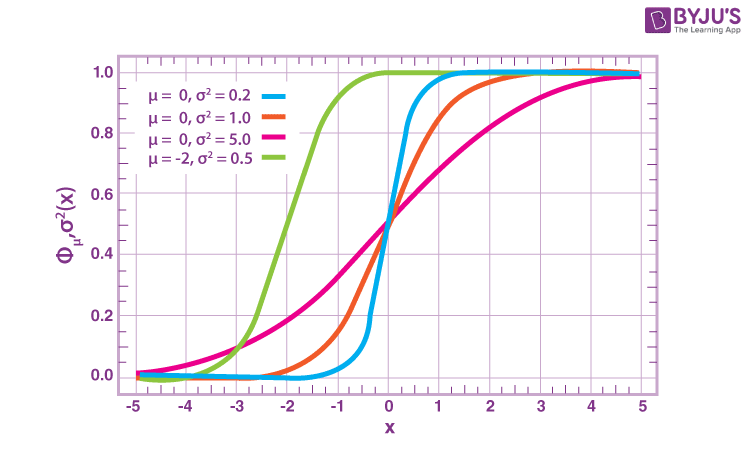 BYJU'S
The Learning App
μ = 0, σ² = 0.2
μ = 0, σ² = 1.0
μ = 0, σ² = 5.0
μ = -2, σ² = 0.5
Φμ,σ²(x)
1.0
0.8
0.6
0.4
0.2
0.0
-5 -4 -3 -2 -1 0 1 2 3 4 5
x